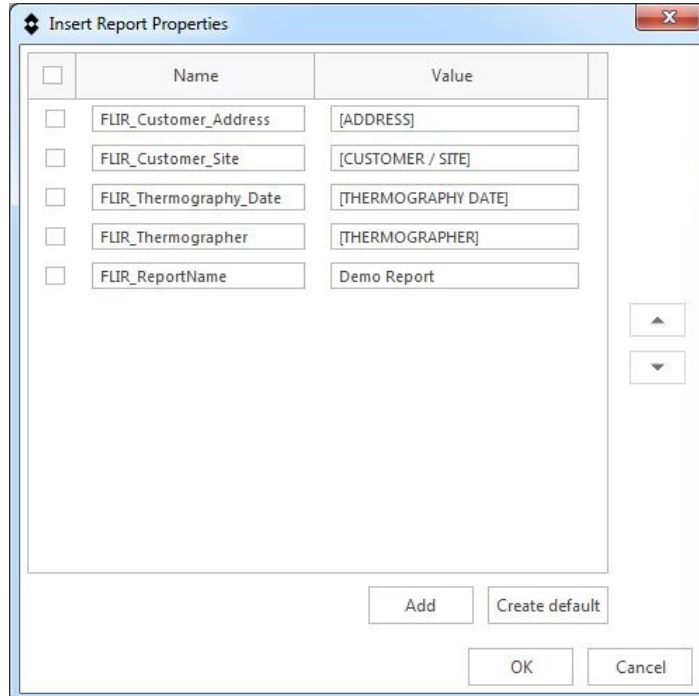 Insert Report Properties
Name Value
FLIR_Customer_Address [ADDRESS]
FLIR_Customer_Site [CUSTOMER / SITE]
FLIR_Thermography_Date [THERMOGRAPHY DATE]
FLIR_Thermographer [THERMOGRAPHER]
FLIR_ReportName Demo Report
Add Create default
OK Cancel